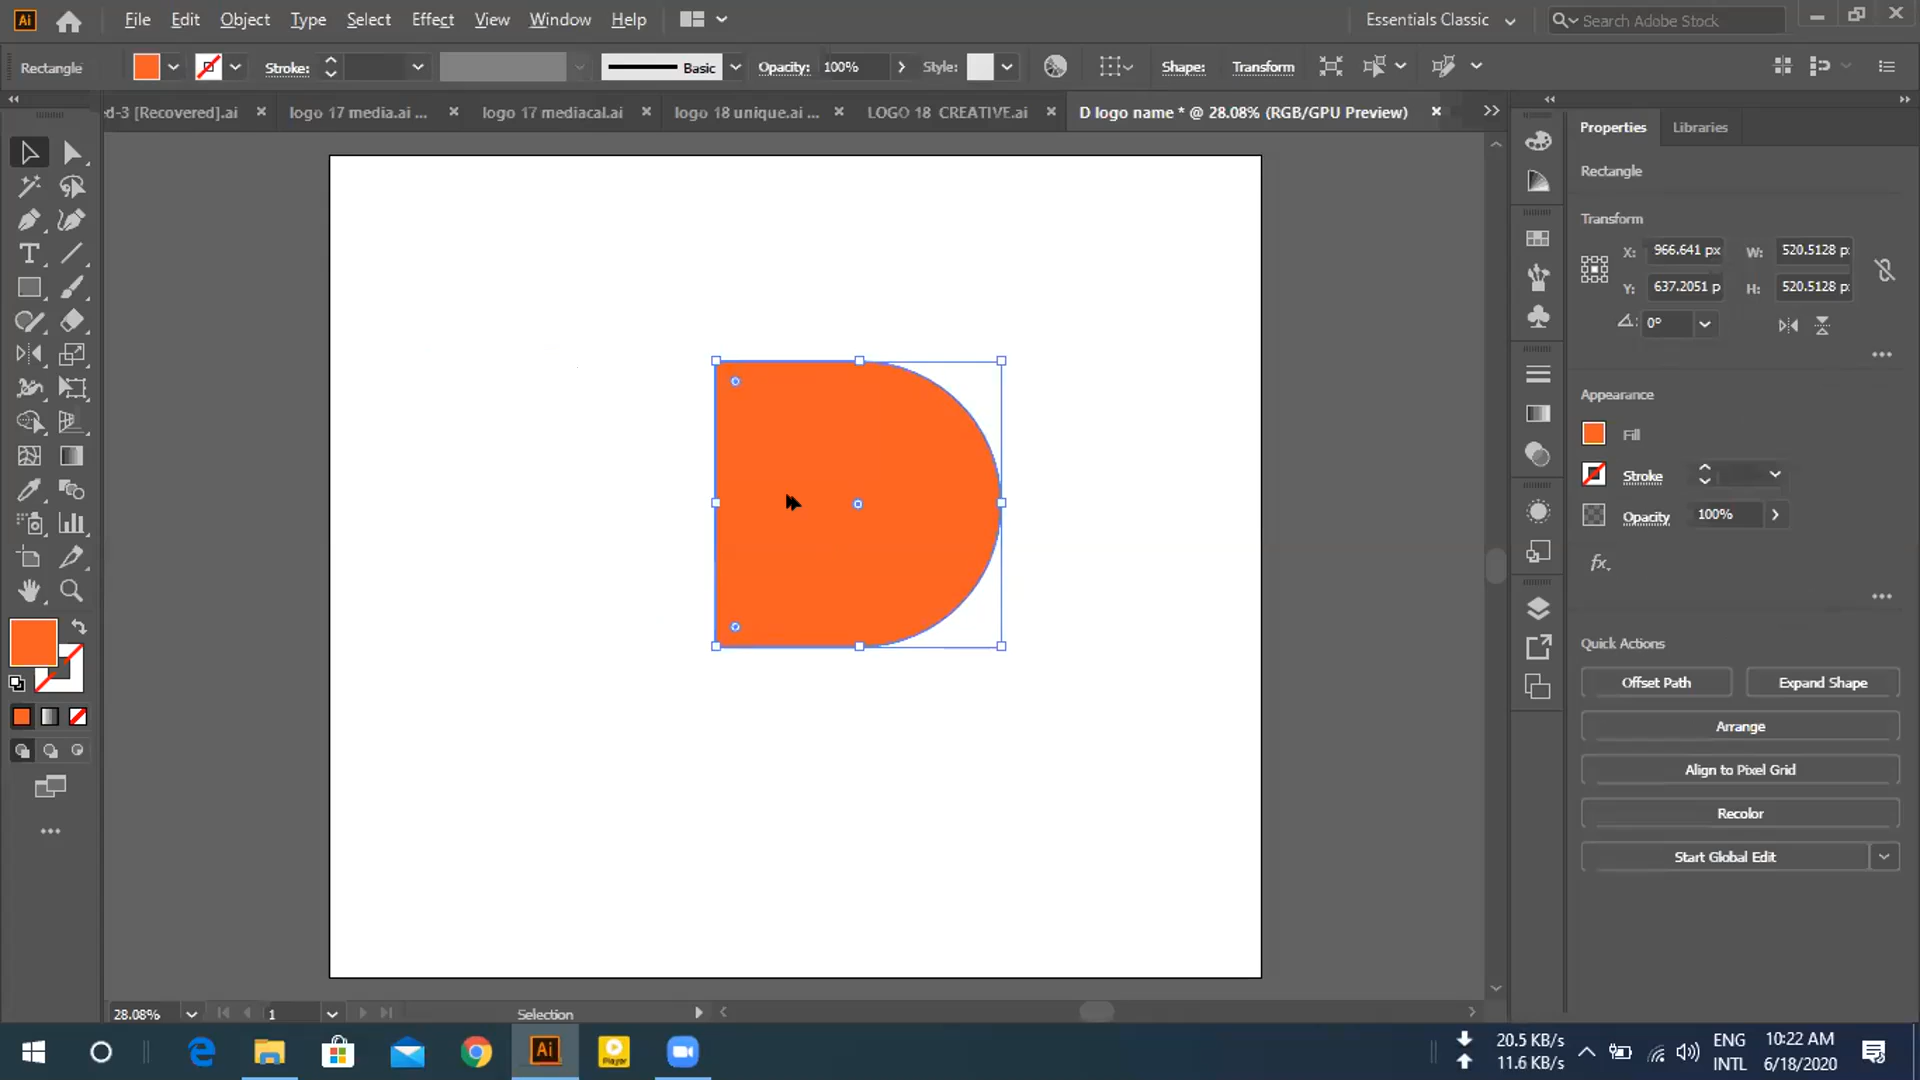 Ai File Edit Object Type Select Effect View Window Help Essentials Classic Search Adobe Stock
Rectangle Stroke: Basic Opacity: 100% Style: Shape: Transform
ed-3 [Recovered].ai logo 17 media.ai ... logo 17 mediacal.ai logo 18 unique.ai ... LOGO 18 CREATIVE.ai D logo name * @ 28.08% (RGB/GPU Preview)
Properties Libraries
Rectangle
Transform
X: 966.641 px W: 520.5128 p
Y: 637.2051 p H: 520.5128 p
0°
Appearance
Fill
Stroke
Opacity 100%
fx.
Quick Actions
Offset Path Expand Shape
Arrange
Align to Pixel Grid
Recolor
Start Global Edit
T
28.08% 1 Selection
Ai Player 20.5 KB/s ENG 10:22 AM
11.6 KB/s INTL 6/18/2020